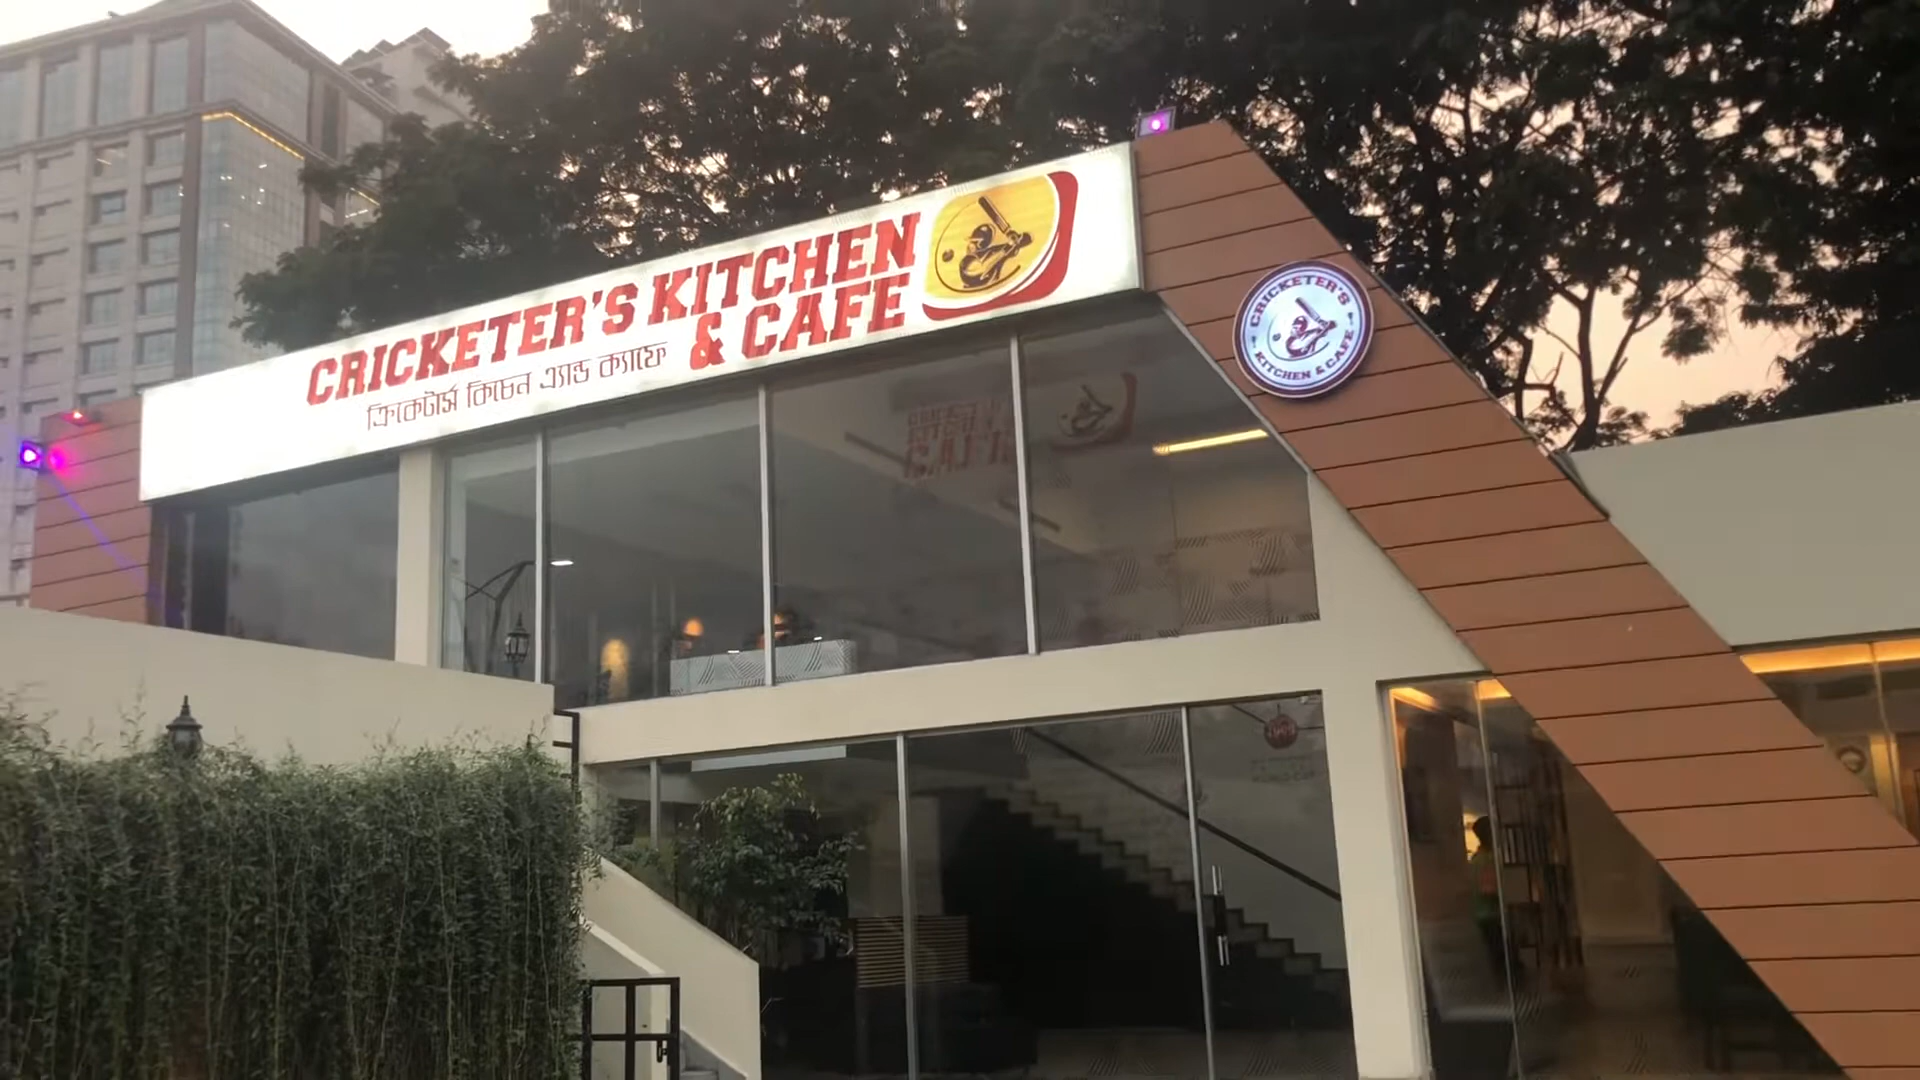 CRICKETER'S KITCHEN
& CAFE
ক্রিকেটার্স কিচেন এ্যান্ড ক্যাফে
CRICKETER'S
KITCHEN & CAFE